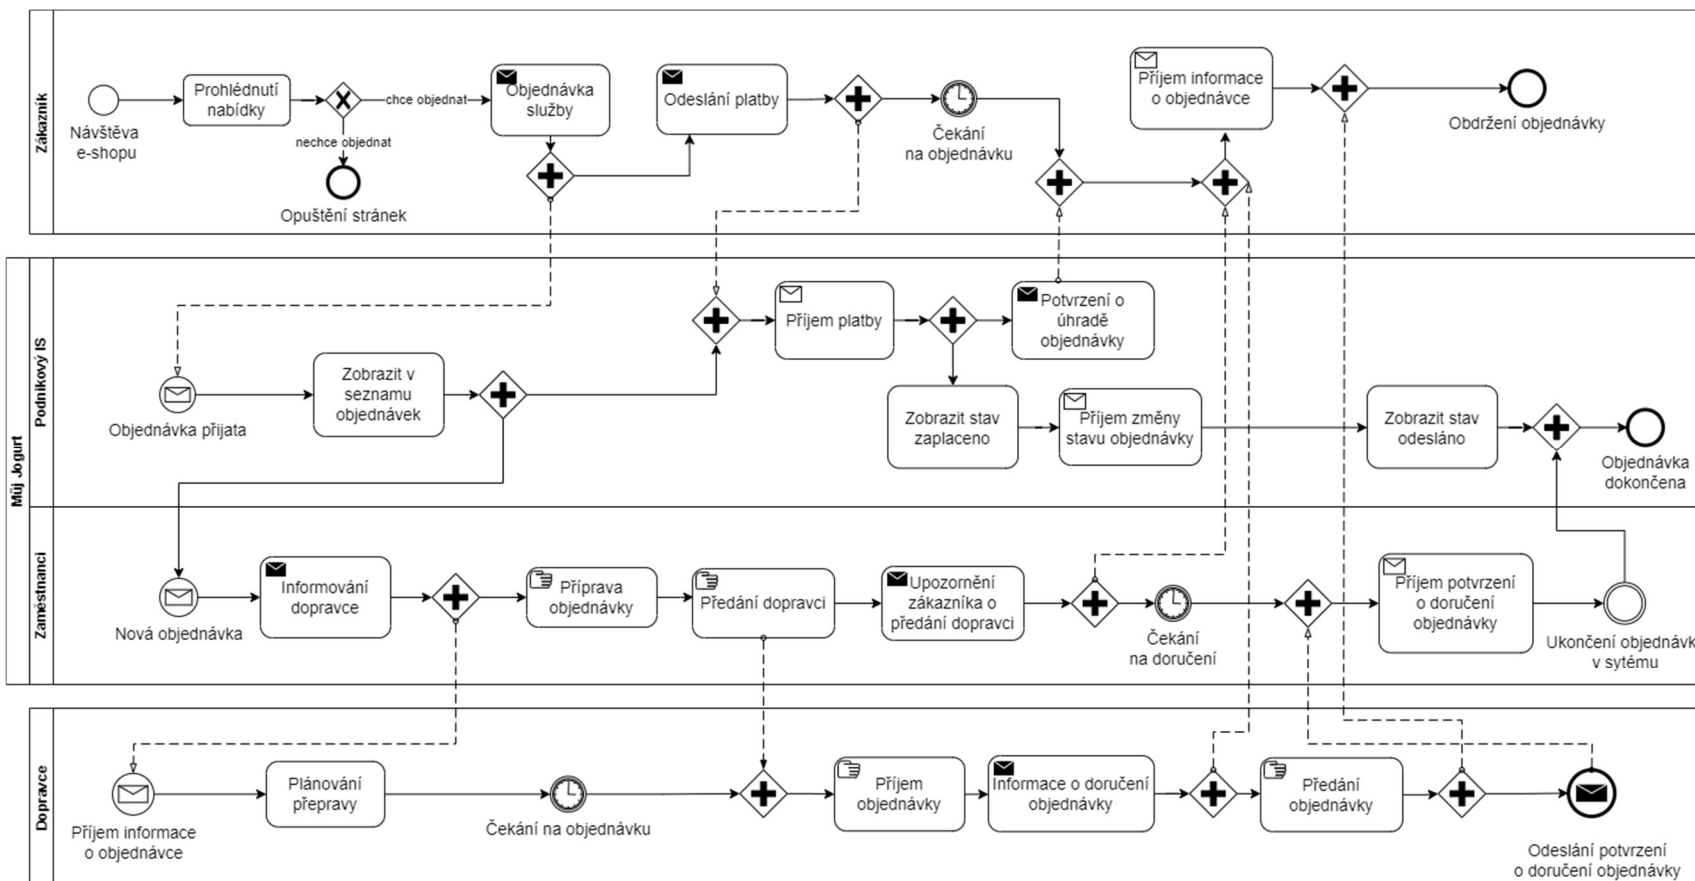 Zákazník
Návštěva
e-shopu
Prohlédnutí
nabídky
chce objednat
nechce objednat
Opuštění stránek
Objednávka
služby
Odeslání platby
Čekání
na objednávku
Příjem informace
o objednávce
Obdržení objednávky
Můj Jogurt
Podnikový IS
Objednávka přijata
Zobrazit v
seznamu
objednávek
Příjem platby
Potvrzení o
úhradě
objednávky
Zobrazit stav
zaplaceno
Příjem změny
stavu objednávky
Zobrazit stav
odesláno
Objednávka
dokončena
Zaměstnanci
Nová objednávka
Informování
dopravce
Příprava
objednávky
Předání dopravci
Upozornění
zákazníka o
předání dopravci
Čekání
na doručení
Příjem potvrzení
o doručení
objednávky
Ukončení objednávk
v sytému
Dopravce
Příjem informace
o objednávce
Plánování
přepravy
Čekání na objednávku
Příjem
objednávky
Informace o doručení
objednávky
Předání
objednávky
Odeslání potvrzení
o doručení objednávky